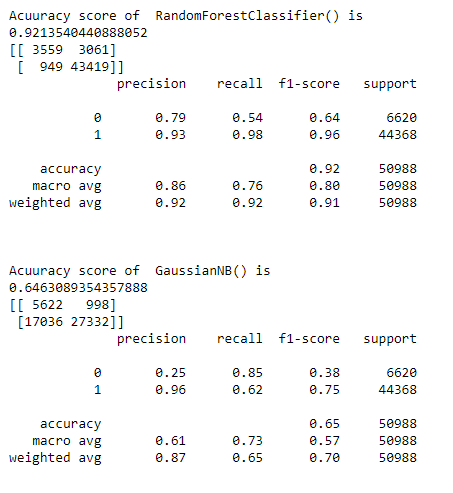 Acuuracy score of  RandomForestClassifier() is
0.9213540440888052
[[ 3559  3061]
 [  949 43419]]
              precision    recall  f1-score   support

           0       0.79      0.54      0.64      6620
           1       0.93      0.98      0.96     44368

    accuracy                           0.92     50988
   macro avg       0.86      0.76      0.80     50988
weighted avg       0.92      0.92      0.91     50988

Acuuracy score of  GaussianNB() is
0.6463089354357888
[[ 5622   998]
 [17036 27332]]
              precision    recall  f1-score   support

           0       0.25      0.85      0.38      6620
           1       0.96      0.62      0.75     44368

    accuracy                           0.65     50988
   macro avg       0.61      0.73      0.57     50988
weighted avg       0.87      0.65      0.70     50988